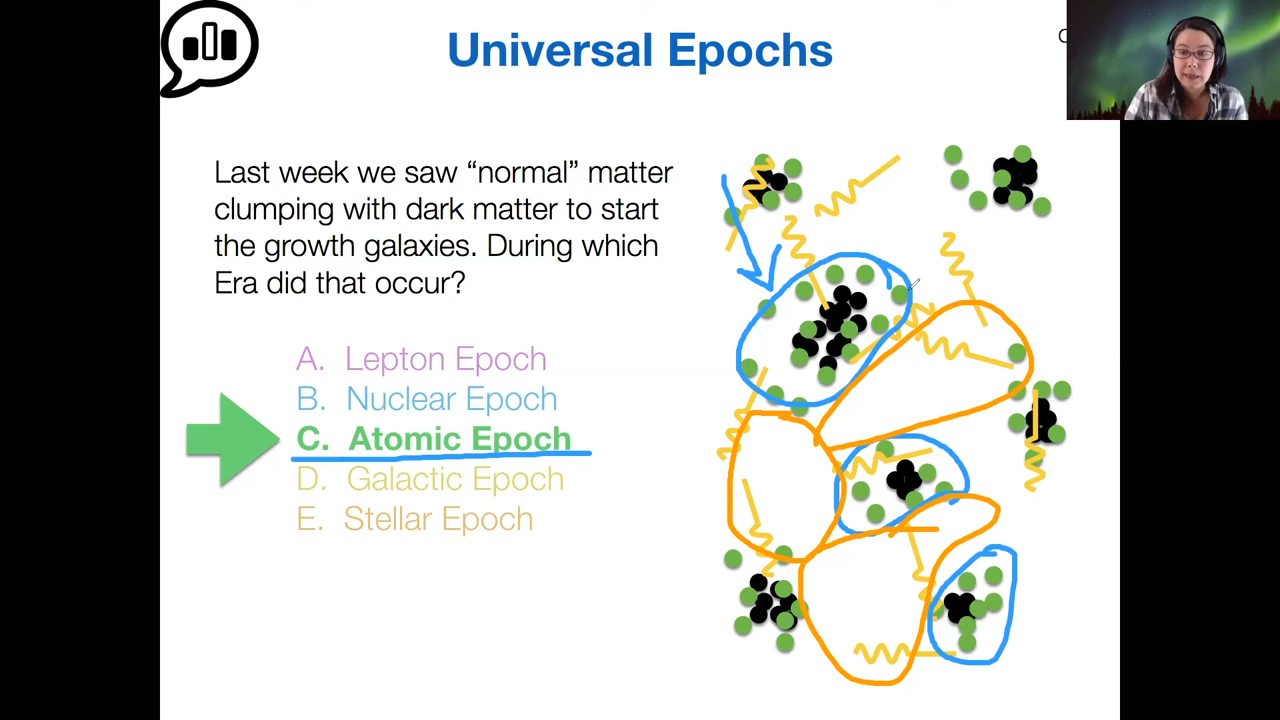 Universal Epochs
Last week we saw “normal” matter
clumping with dark matter to start
the growth galaxies. During which
Era did that occur?
A. Lepton Epoch
B. Nuclear Epoch
C. Atomic Epoch
D. Galactic Epoch
E. Stellar Epoch